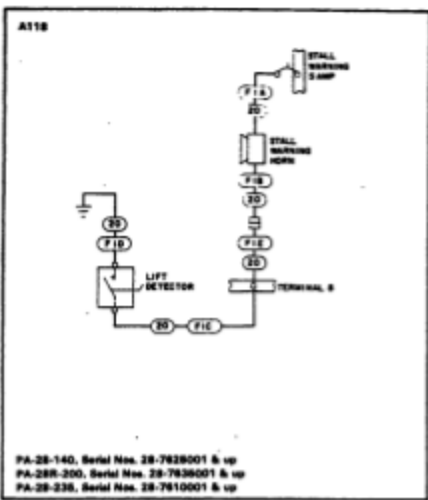 A118
STALL
WARNING
5 AMP
F1A
20
STALL
WARNING
HORN
F1B
20
20
F1D
F1E
20
LIFT
DETECTOR
TERMINAL
20
F1C
PA-28-140, Serial Nos. 28-7625001 & up
PA-28R-200, Serial Nos. 28-7635001 & up
PA-28-235, Serial Nos. 28-7610001 & up